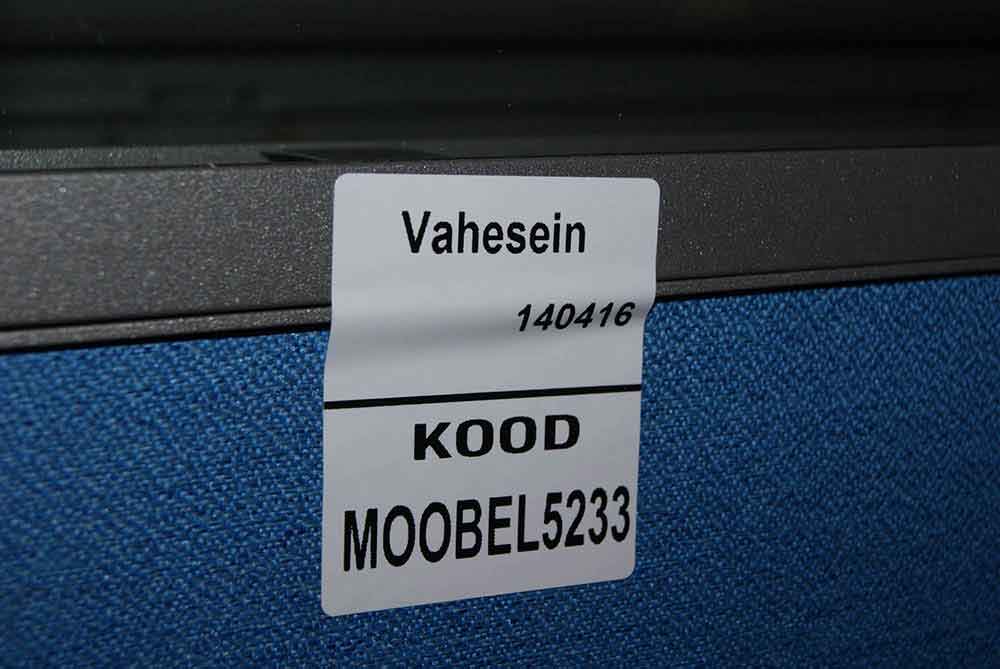 Vahesein
140416
KOOD
MOOBEL5233